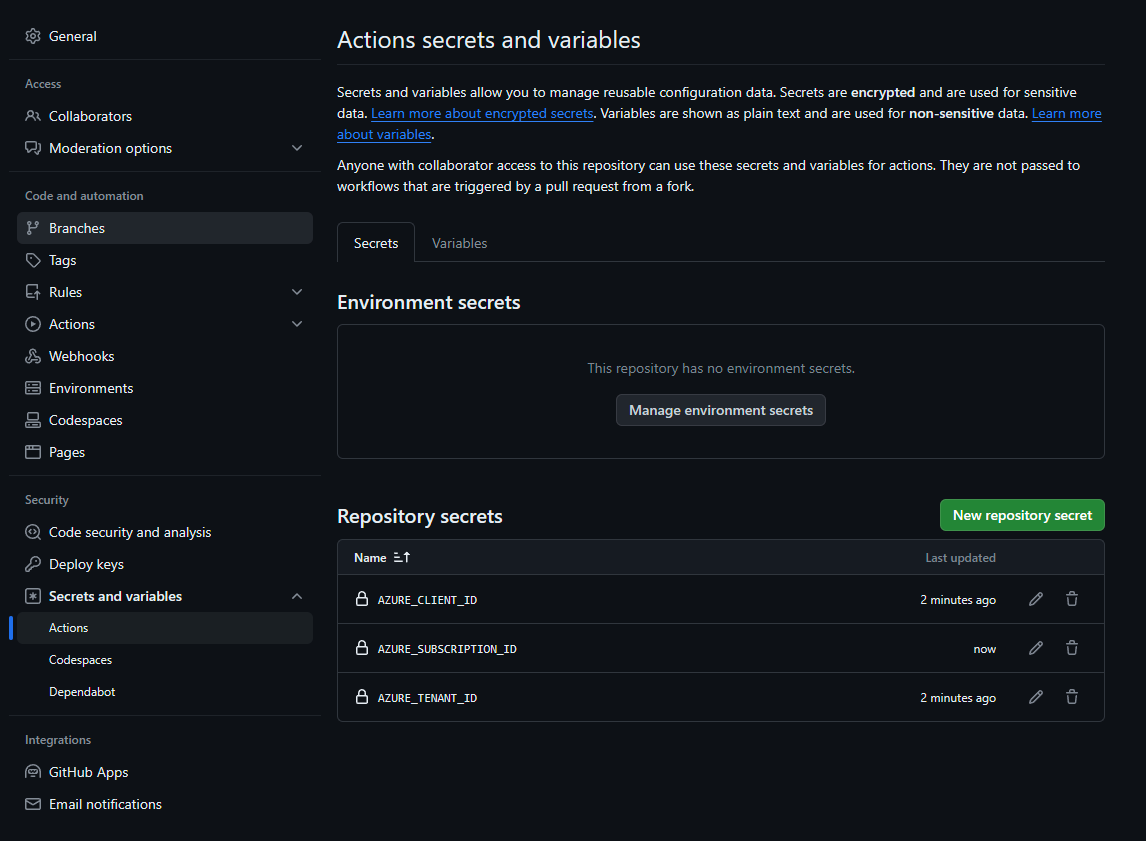 General
Access
Collaborators
Moderation options
Code and automation
Branches
Tags
Rules
Actions
Webhooks
Environments
Codespaces
Pages
Security
Code security and analysis
Deploy keys
Secrets and variables
Actions
Codespaces
Dependabot
Integrations
GitHub Apps
Email notifications
Actions secrets and variables
Secrets and variables allow you to manage reusable configuration data. Secrets are encrypted and are used for sensitive
data. Learn more about encrypted secrets. Variables are shown as plain text and are used for non-sensitive data. Learn more
about variables.
Anyone with collaborator access to this repository can use these secrets and variables for actions. They are not passed to
workflows that are triggered by a pull request from a fork.
Secrets Variables
Environment secrets
This repository has no environment secrets.
Manage environment secrets
Repository secrets New repository secret
Name Last updated
AZURE_CLIENT_ID 2 minutes ago
AZURE_SUBSCRIPTION_ID now
AZURE_TENANT_ID 2 minutes ago